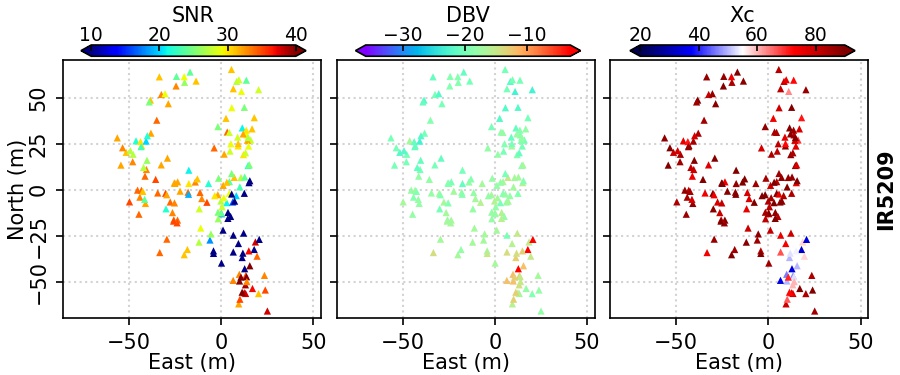 SNR DBV Xc
10 20 30 40 −30 −20 −10 20 40 60 80
North (m)
50
25
0
−25
−50
−50 0 50 −50 0 50 −50 0 50
East (m) East (m) East (m)
IR5209